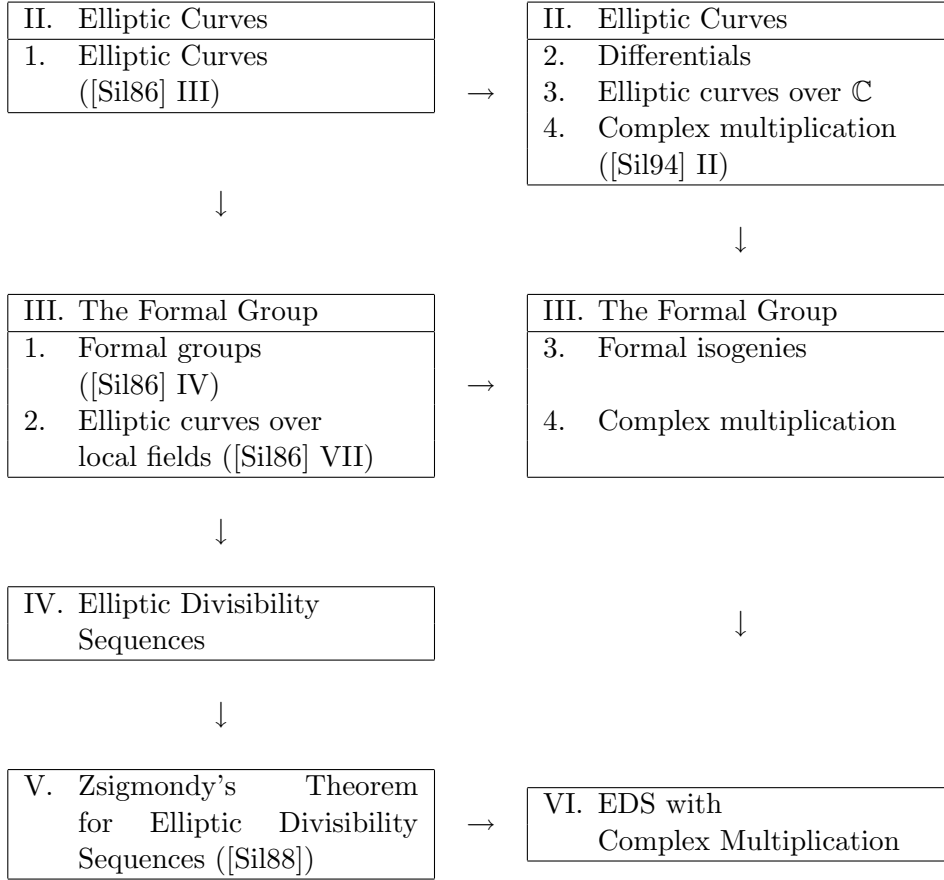 II. Elliptic Curves
1. Elliptic Curves
([Sil86] III)
→
II. Elliptic Curves
2. Differentials
3. Elliptic curves over ℂ
4. Complex multiplication
([Sil94] II)
↓
↓
III. The Formal Group
1. Formal groups
([Sil86] IV)
2. Elliptic curves over
local fields ([Sil86] VII)
→
III. The Formal Group
3. Formal isogenies
4. Complex multiplication
↓
IV. Elliptic Divisibility
Sequences
↓
↓
V. Zsigmondy's Theorem
for Elliptic Divisibility
Sequences ([Sil88])
→
VI. EDS with
Complex Multiplication